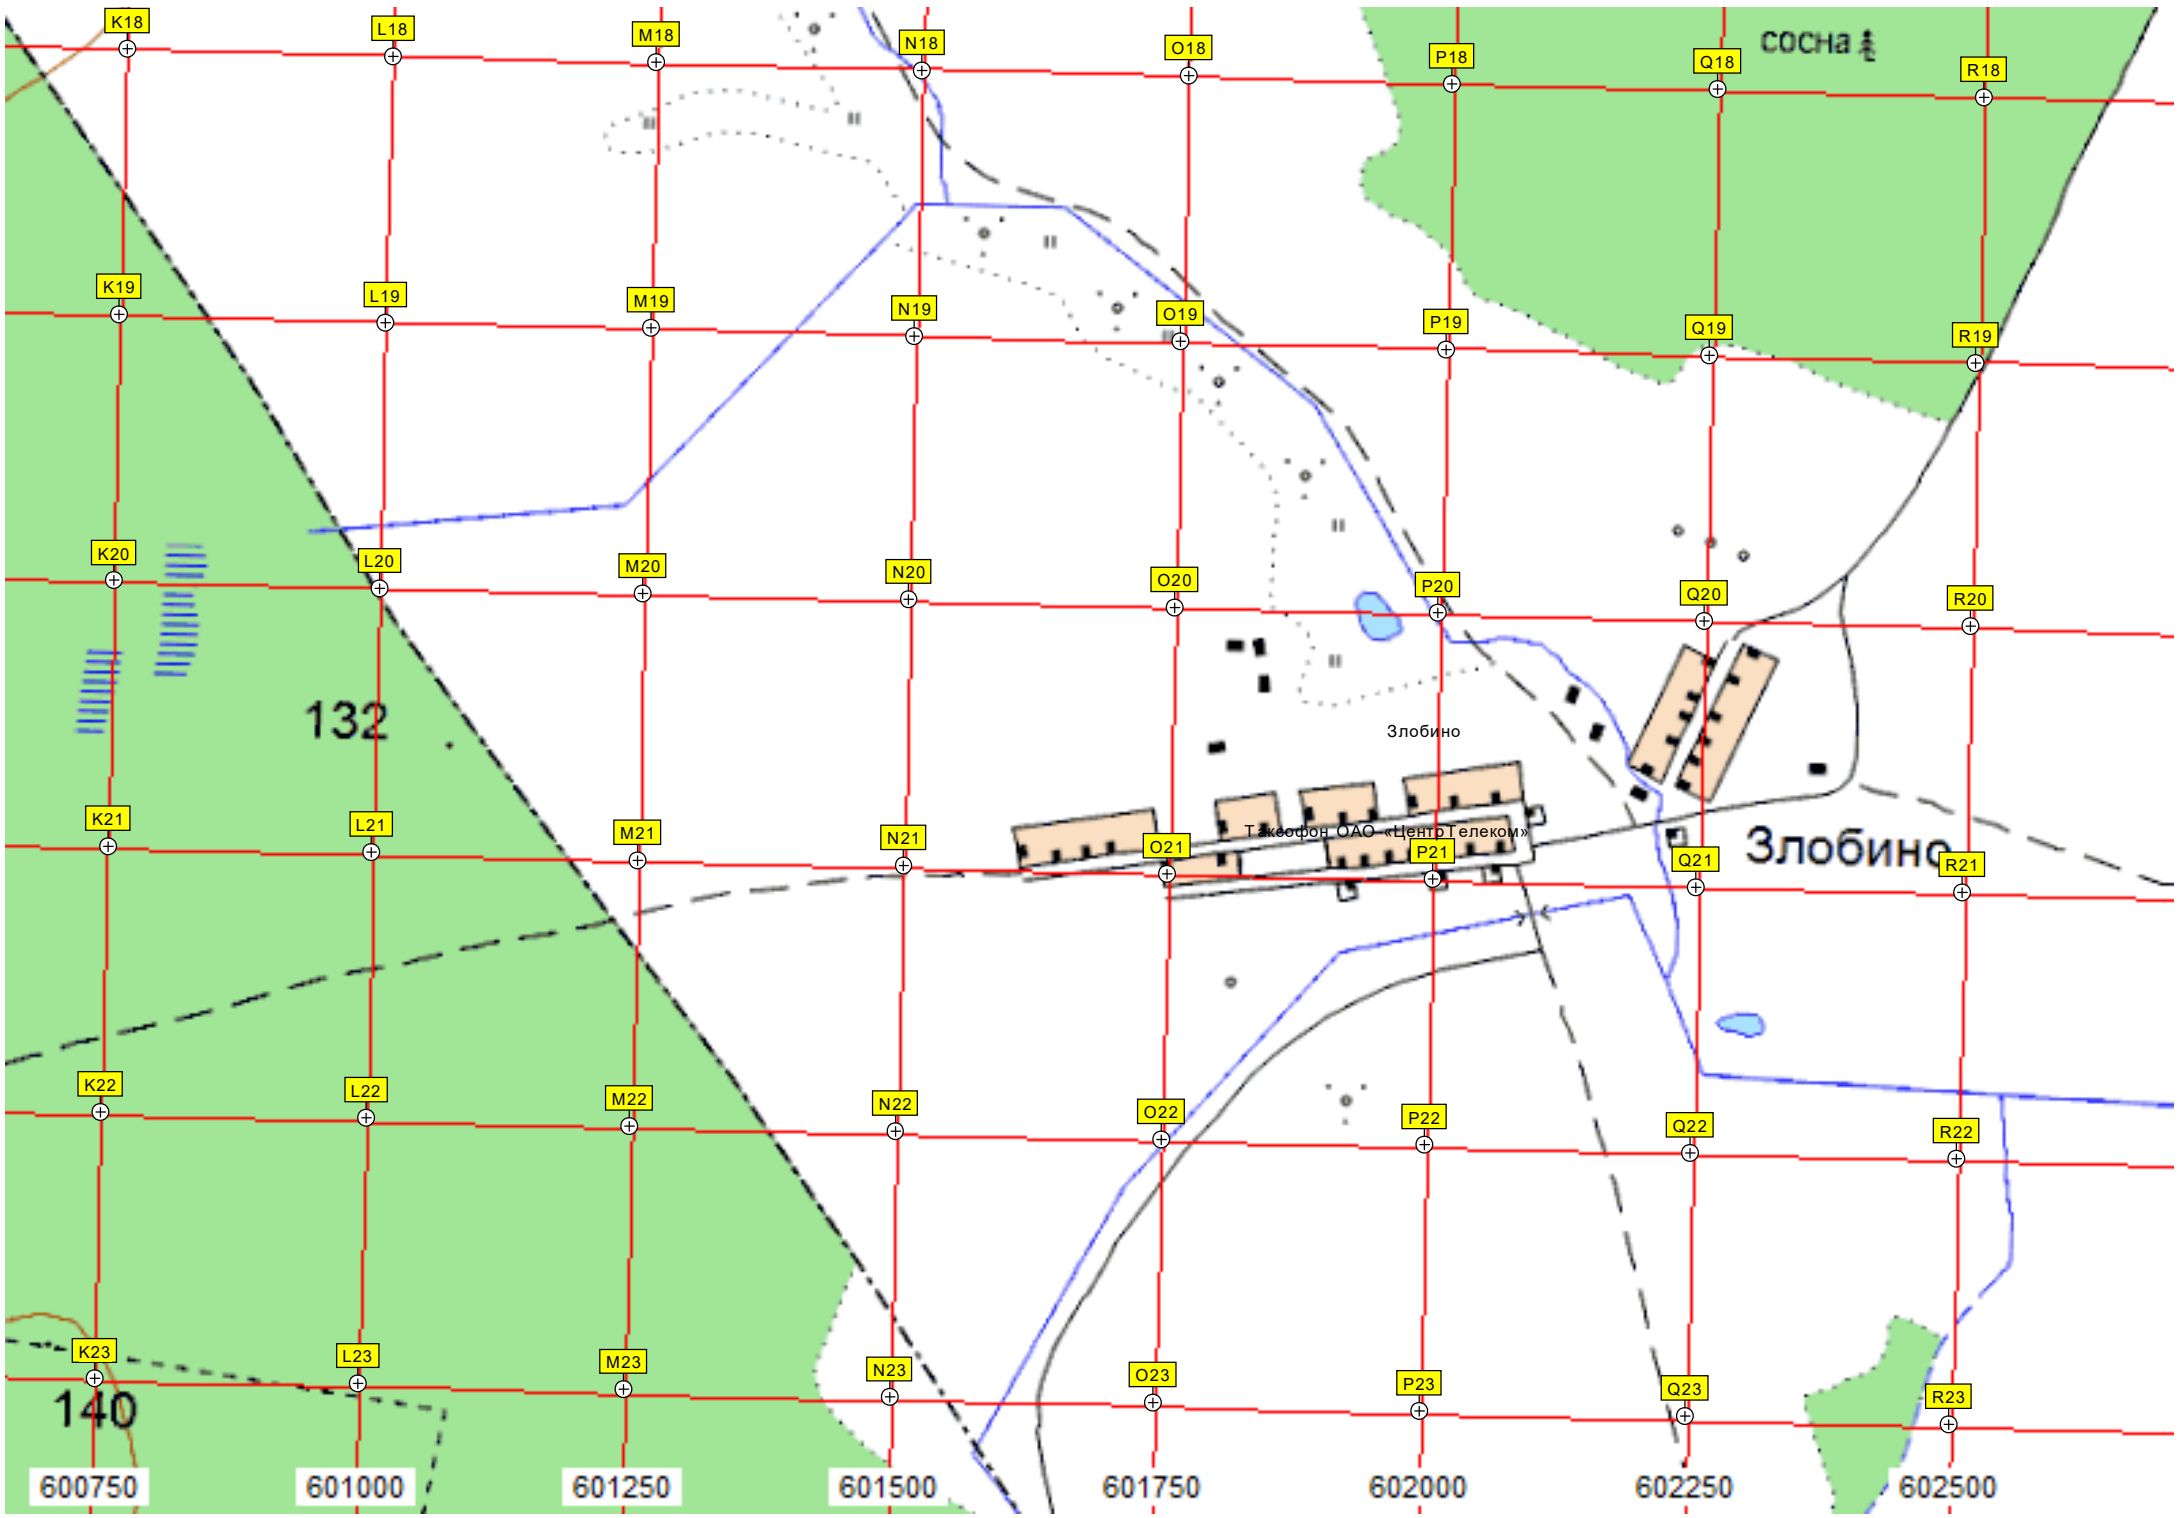 K18 L18 M18 N18 O18 P18 Q18 R18
сосна
K19 L19 M19 N19 O19 P19 Q19 R19
K20 L20 M20 N20 O20 P20 Q20 R20
132
Злобино
Таксофон ОАО «ЦентрТелеком»
Злобино
K21 L21 M21 N21 O21 P21 Q21 R21
K22 L22 M22 N22 O22 P22 Q22 R22
K23 L23 M23 N23 O23 P23 Q23 R23
140
600750 601000 601250 601500 601750 602000 602250 602500